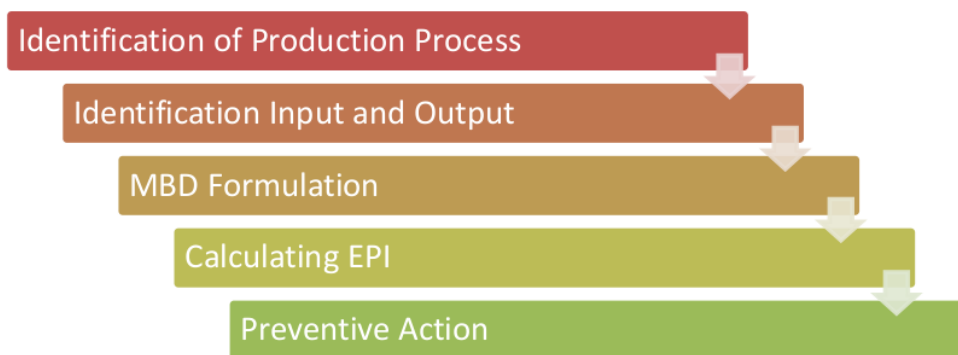 Identification of Production Process
Identification Input and Output
MBD Formulation
Calculating EPI
Preventive Action